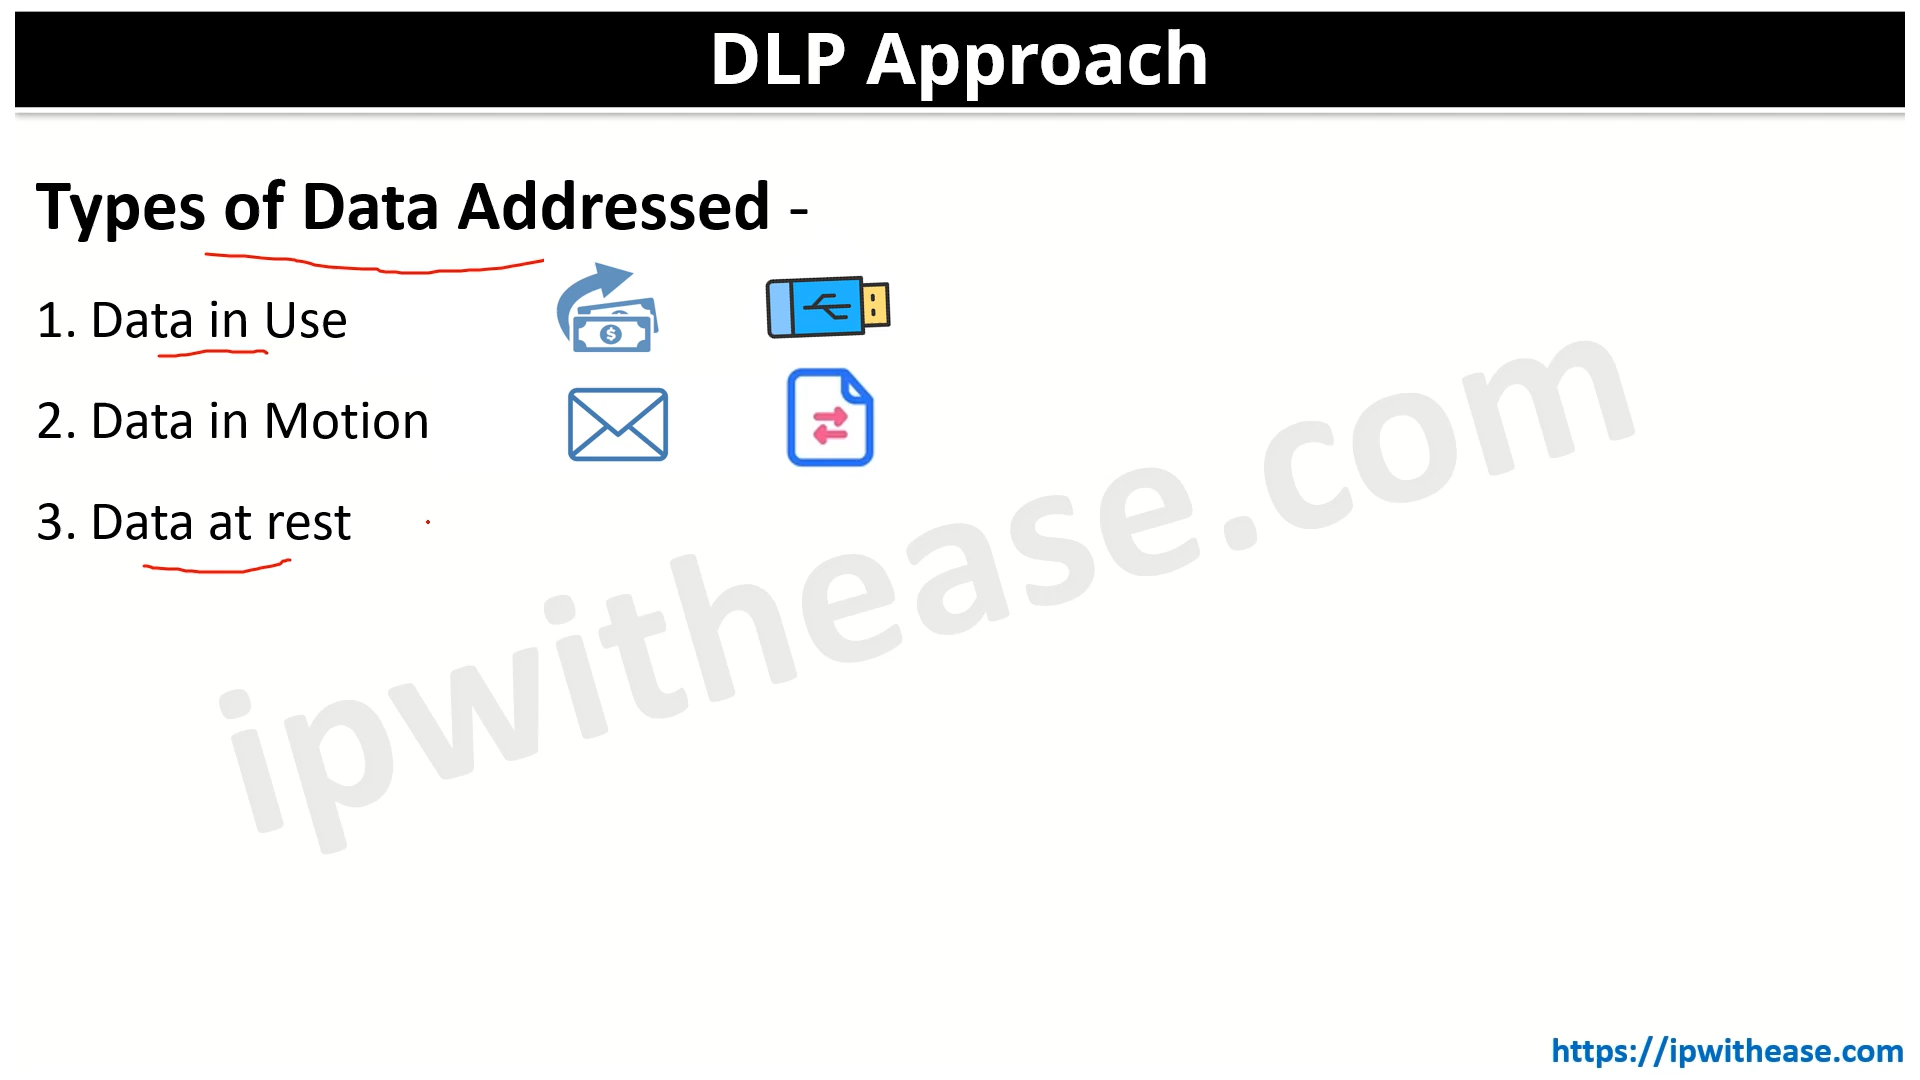 DLP Approach
Types of Data Addressed -
1. Data in Use
2. Data in Motion
3. Data at rest
ipwithease.com
https://ipwithease.com